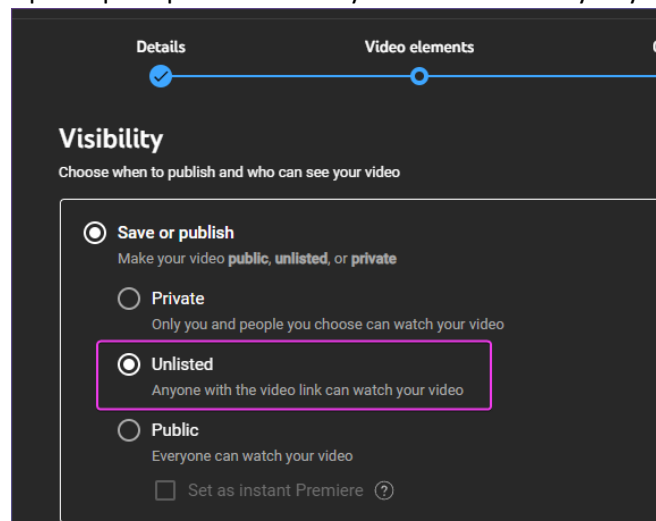 Details Video elements
Visibility
Choose when to publish and who can see your video
Save or publish
Make your video public, unlisted, or private
Private
Only you and people you choose can watch your video
Unlisted
Anyone with the video link can watch your video
Public
Everyone can watch your video
Set as instant Premiere ?